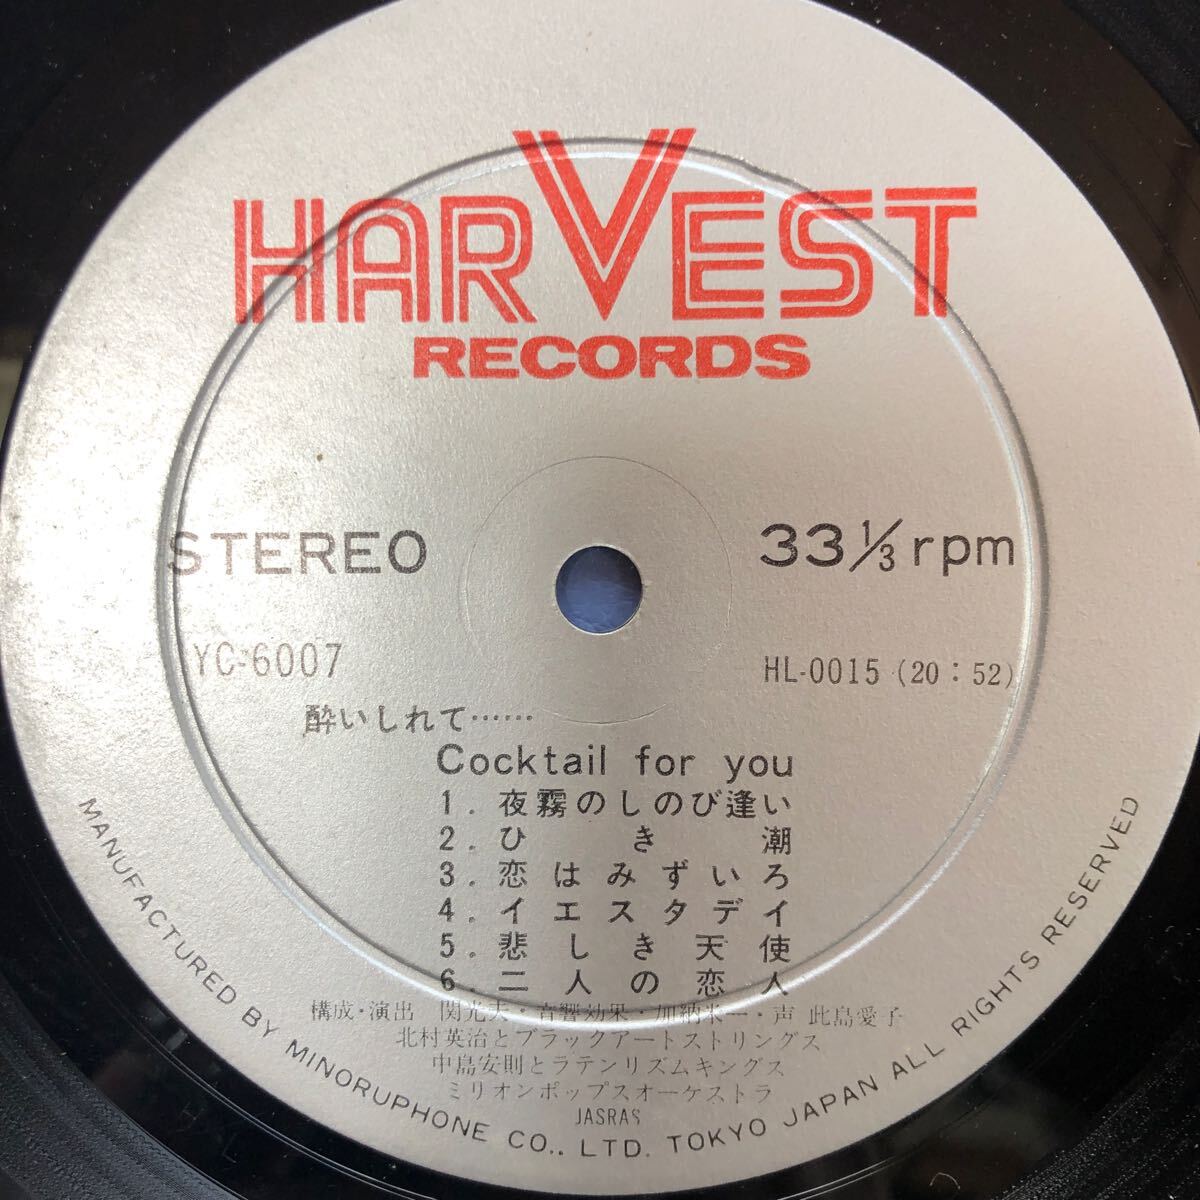 HARVEST
RECORDS
STEREO
33 1/3 rpm
YC-6007
HL-0015 (20:52)
酔いしれて……
Cocktail for you
1. 夜霧のしのび逢い
2. ひき潮
3. 恋はみずいろ
4. イエスタデイ
5. 悲しき天使
6. 二人の恋人
構成・演出 関光夫・音響効果・加納米一・声 此島愛子
北村英治とブラックアートストリングス
中島安則とラテンリズムキングス
ミリオンポップスオーケストラ
JASRAS
MANUFACTURED BY MINORUPHONE CO., LTD. TOKYO JAPAN ALL RIGHTS RESERVED